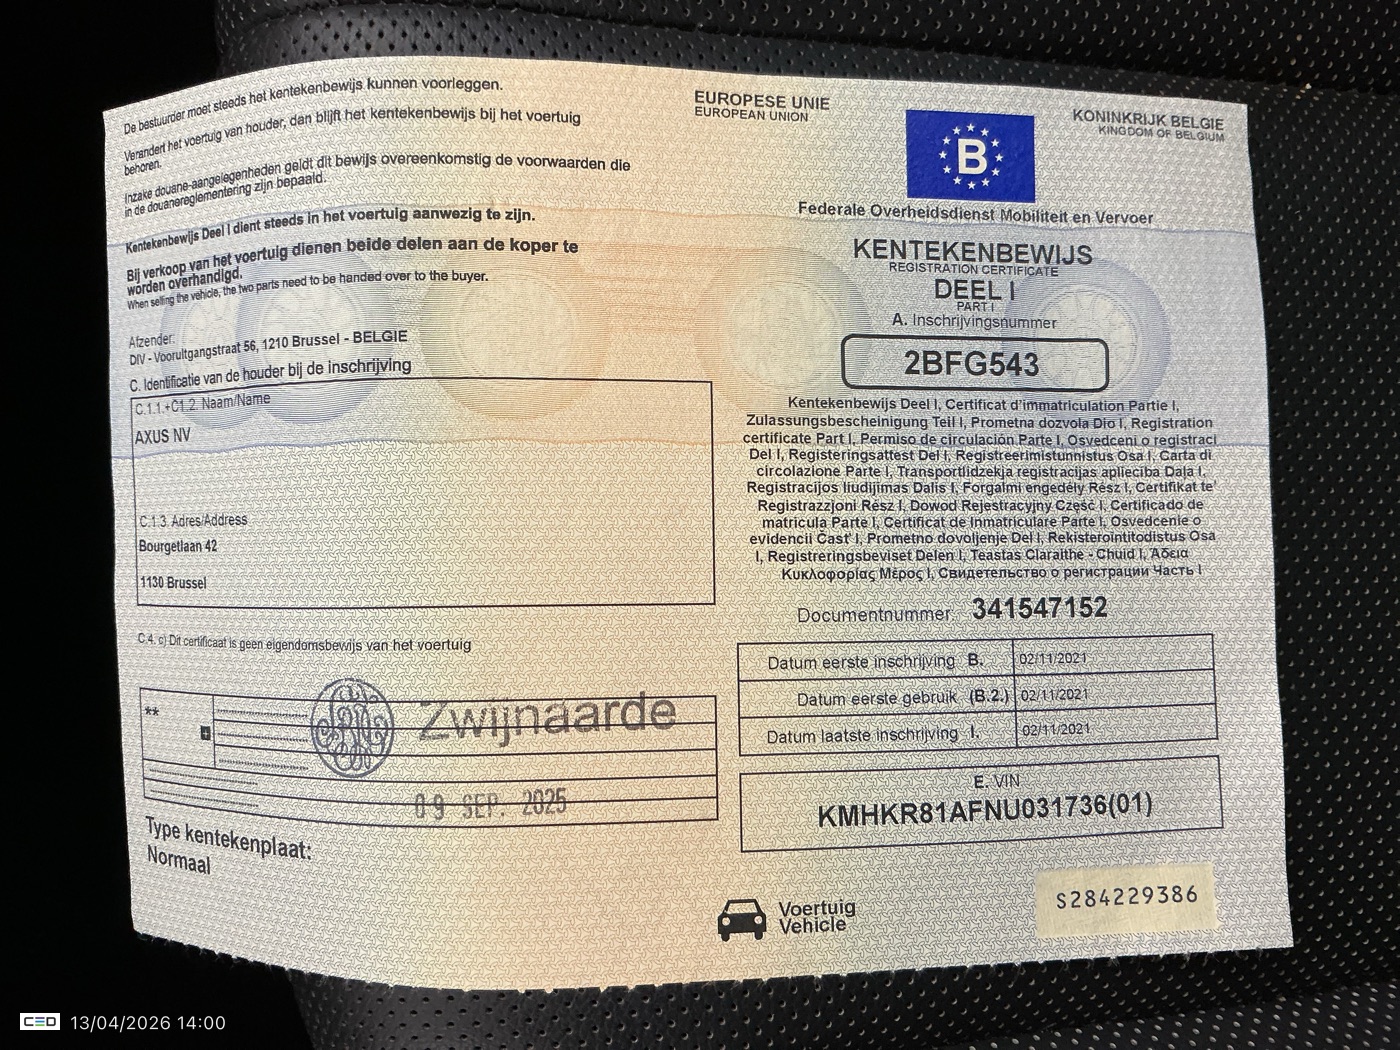 De bestuurder moet steeds het kentekenbewijs kunnen voorleggen.
Verandert het voertuig van houder, dan blijft het kentekenbewijs bij het voertuig
behoren.
Inzake douane-aangelegenheden geldt dit bewijs overeenkomstig de voorwaarden die
in de douanereglementering zijn bepaald.
Kentekenbewijs Deel I dient steeds in het voertuig aanwezig te zijn.
Bij verkoop van het voertuig dienen beide delen aan de koper te
worden overhandigd.
When selling the vehicle, the two parts need to be handed over to the buyer.
Afzender:
DIV - Vooruitgangstraat 56, 1210 Brussel - BELGIE
C. Identificatie van de houder bij de inschrijving
C.1.1.+C1.2. Naam/Name
AXUS NV
C.1.3. Adres/Address
Bourgetlaan 42
1130 Brussel
C.4. c) Dit certificaat is geen eigendomsbewijs van het voertuig
**
Zwijnaarde
09 SEP. 2025
Type kentekenplaat:
Normaal
EUROPESE UNIE
EUROPEAN UNION
B
KONINKRIJK BELGIE
KINGDOM OF BELGIUM
Federale Overheidsdienst Mobiliteit en Vervoer
KENTEKENBEWIJS
REGISTRATION CERTIFICATE
DEEL I
PART I
A. Inschrijvingsnummer
2BFG543
Kentekenbewijs Deel I, Certificat d'immatriculation Partie I,
Zulassungsbescheinigung Teil I, Prometna dozvola Dio I, Registration
certificate Part I, Permiso de circulación Parte I, Osvedceni o registraci
Del I, Registeringsattest Del I, Registreerimistunnistus Osa I, Carta di
circolazione Parte I, Transportlidzekja registracijas aplieciba Daļa I,
Registracijos liudijimas Dalis I, Forgalmi engedély Rész I, Certifikat te'
Registrazzjoni Rész I, Dowod Rejestracyjny Część I, Certificado de
matricula Parte I, Certificat de Inmatriculare Parte I, Osvedcenie o
evidencii Časť I, Prometno dovoljenje Del I, Rekisterointitodistus Osa
I, Registreringsbeviset Delen I, Teastas Claraithe - Chuid I, Άδεια
Κυκλοφορίας Μέρος I, Свидетельство о регистрации Часть I
Documentnummer. 341547152
Datum eerste inschrijving B. 02/11/2021
Datum eerste gebruik (B.2.) 02/11/2021
Datum laatste inschrijving I. 02/11/2021
E. VIN
KMHKR81AFNU031736(01)
Voertuig
Vehicle
S284229386
CED 13/04/2026 14:00